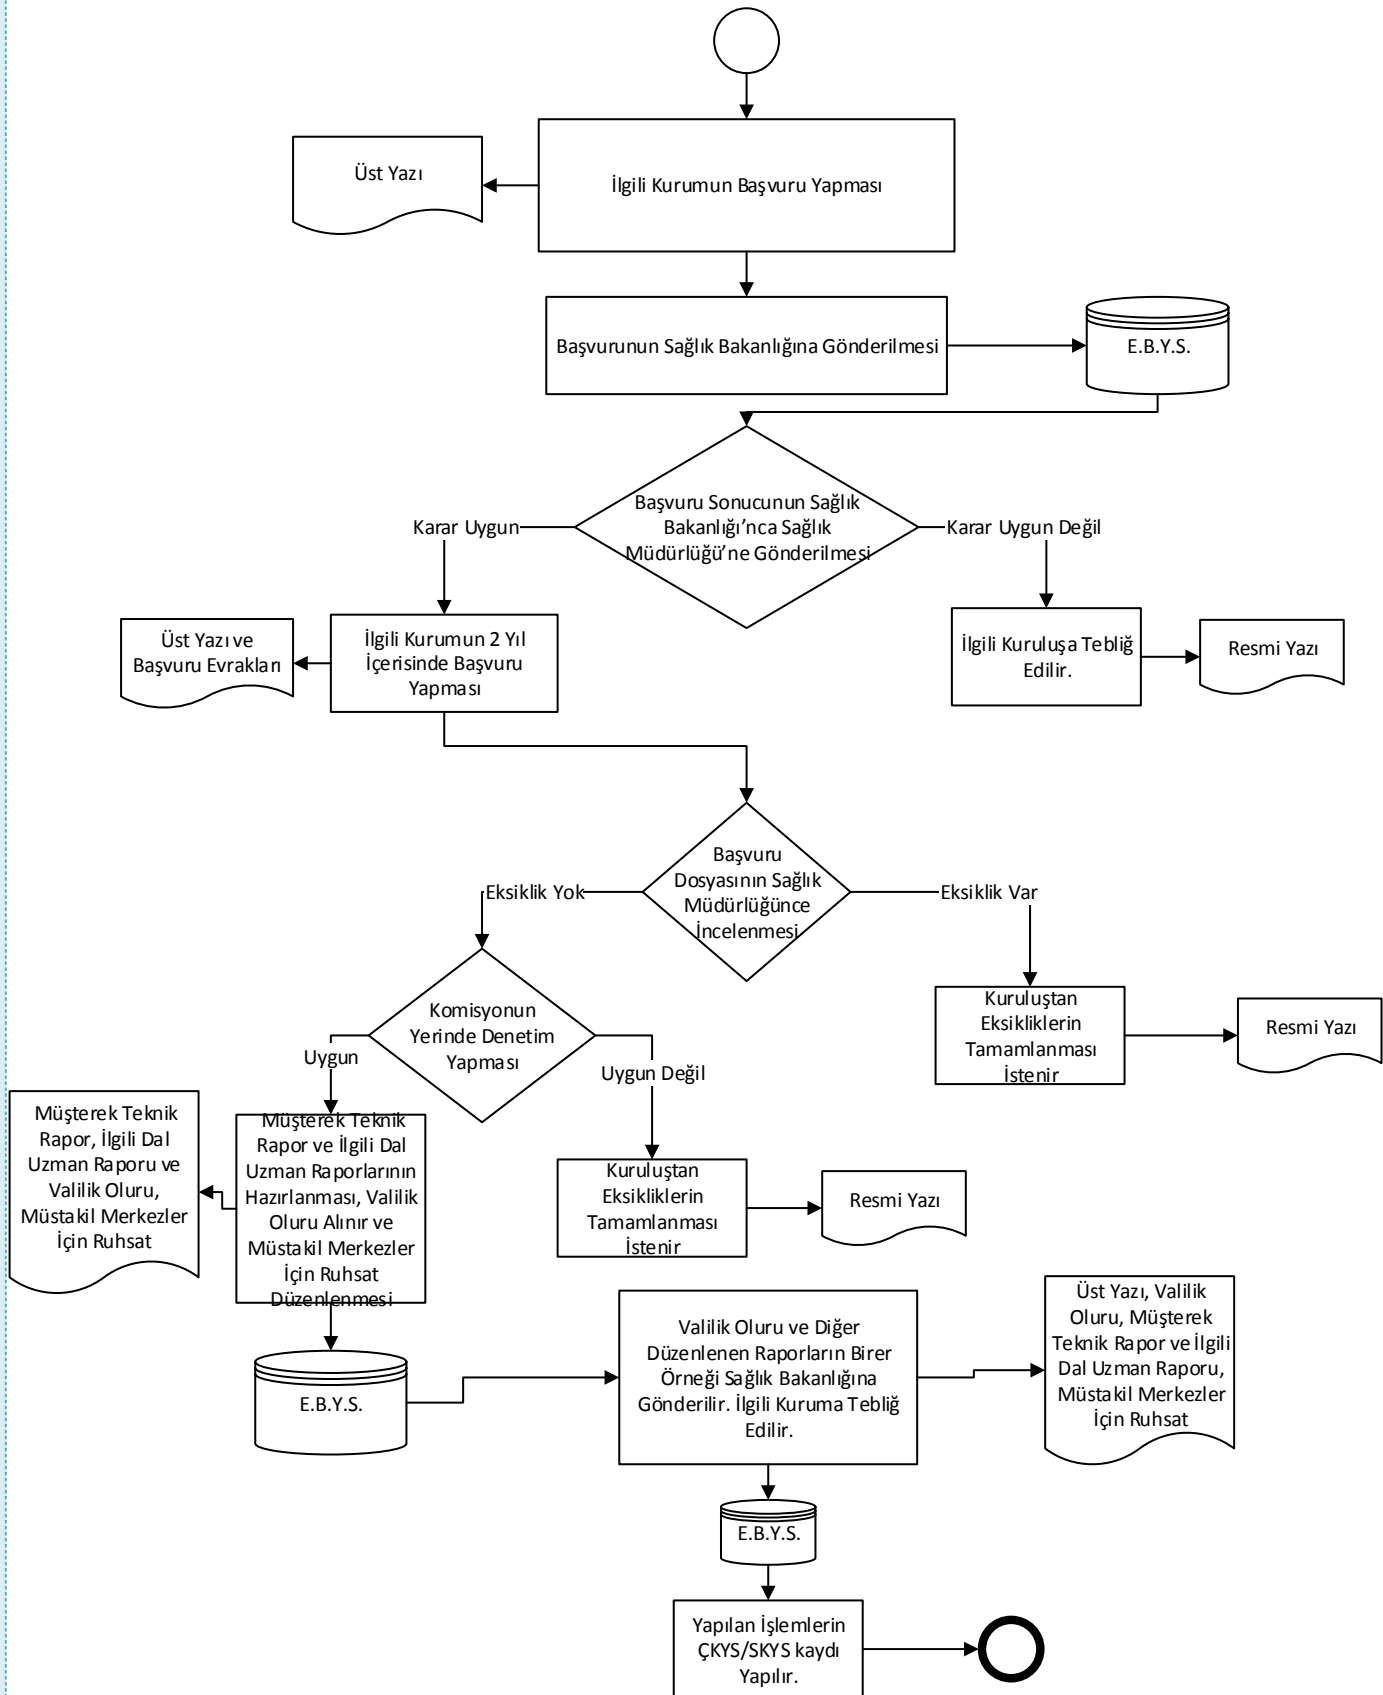 Üst Yazı
İlgili Kurumun Başvuru Yapması
Başvurunun Sağlık Bakanlığına Gönderilmesi
E.B.Y.S.
Başvuru Sonucunun Sağlık
Bakanlığı’nca Sağlık
Müdürlüğü’ne Gönderilmesi
Karar Uygun
Karar Uygun Değil
Üst Yazı ve
Başvuru Evrakları
İlgili Kurumun 2 Yıl
İçerisinde Başvuru
Yapması
İlgili Kuruluşa Tebliğ
Edilir.
Resmi Yazı
Başvuru
Dosyasının Sağlık
Müdürlüğünce
İncelenmesi
Eksiklik Yok
Eksiklik Var
Komisyonun
Yerinde Denetim
Yapması
Kuruluştan
Eksikliklerin
Tamamlanması
İstenir
Resmi Yazı
Uygun
Uygun Değil
Müşterek Teknik
Rapor, İlgili Dal
Uzman Raporu ve
Valilik Oluru,
Müstakil Merkezler
İçin Ruhsat
Müşterek Teknik
Rapor ve İlgili Dal
Uzman Raporlarının
Hazırlanması, Valilik
Oluru Alınır ve
Müstakil Merkezler
İçin Ruhsat
Düzenlenmesi
Kuruluştan
Eksikliklerin
Tamamlanması
İstenir
Resmi Yazı
E.B.Y.S.
Valilik Oluru ve Diğer
Düzenlenen Raporların Birer
Örneği Sağlık Bakanlığına
Gönderilir. İlgili Kuruma Tebliğ
Edilir.
Üst Yazı, Valilik
Oluru, Müşterek
Teknik Rapor ve İlgili
Dal Uzman Raporu,
Müstakil Merkezler
İçin Ruhsat
E.B.Y.S.
Yapılan İşlemlerin
ÇKYS/SKYS kaydı
Yapılır.